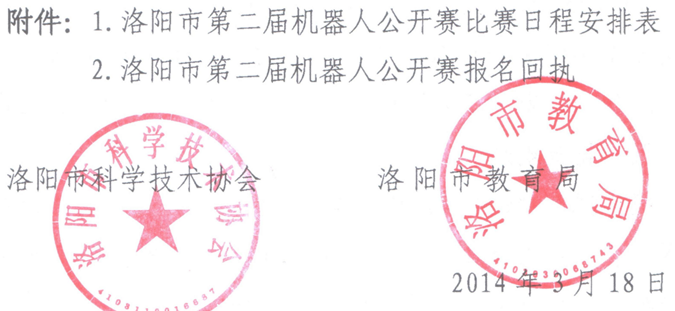 附件：1.洛阳市第二届机器人公开赛比赛日程安排表
2.洛阳市第二届机器人公开赛报名回执
洛阳市科学技术协会
洛阳市教育局
洛阳市科学技术协会
洛阳市教育局
2014年3月18日